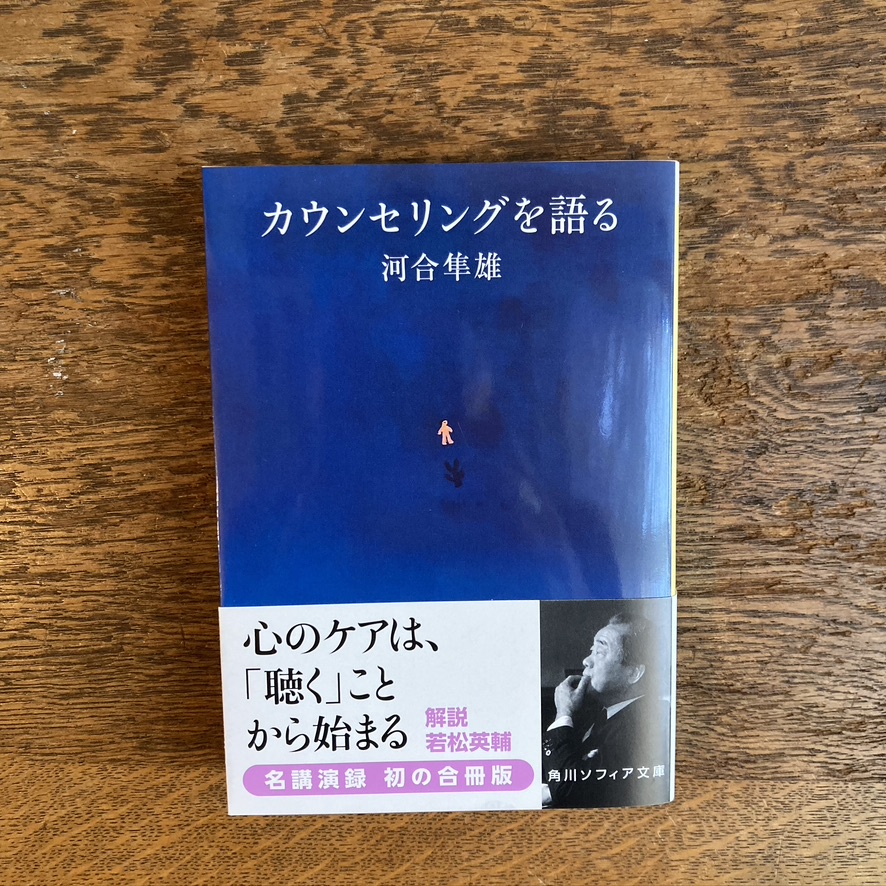 カウンセリングを語る
河合隼雄
心のケアは、
「聴く」こと
から始まる
解説
若松英輔
名講演録 初の合冊版
角川ソフィア文庫